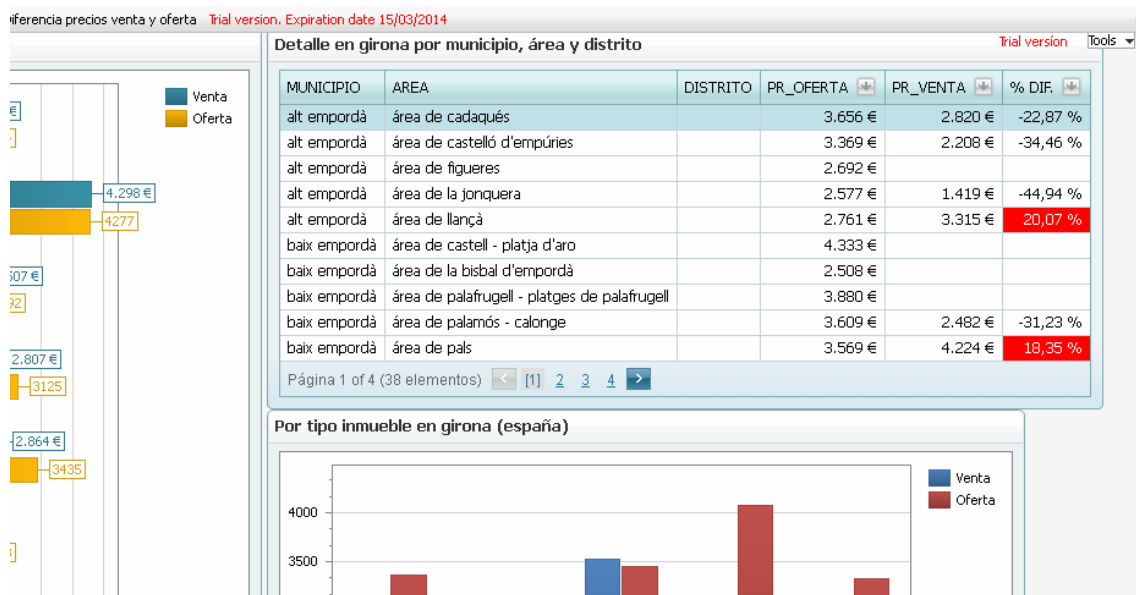 diferencia precios venta y oferta Trial version. Expiration date 15/03/2014
Detalle en girona por municipio, área y distrito
Trial versión Tools
MUNICIPIO AREA DISTRITO PR_OFERTA PR_VENTA % DIF.
alt empordà área de cadaqués 3.656 € 2.820 € -22,87 %
alt empordà área de castelló d'empúries 3.369 € 2.208 € -34,46 %
alt empordà área de figueres 2.692 €
alt empordà área de la jonquera 2.577 € 1.419 € -44,94 %
alt empordà área de llançà 2.761 € 3.315 € 20,07 %
baix empordà área de castell - platja d'aro 4.333 €
baix empordà área de la bisbal d'empordà 2.508 €
baix empordà área de palafrugell - platges de palafrugell 3.880 €
baix empordà área de palamós - calonge 3.609 € 2.482 € -31,23 %
baix empordà área de pals 3.569 € 4.224 € 18,35 %
Página 1 of 4 (38 elementos) [1] 2 3 4
Venta
Oferta
€
4.298 €
4277
507 €
92
2.807 €
3125
2.864 €
3435
Por tipo inmueble en girona (españa)
Venta
Oferta
4000
3500